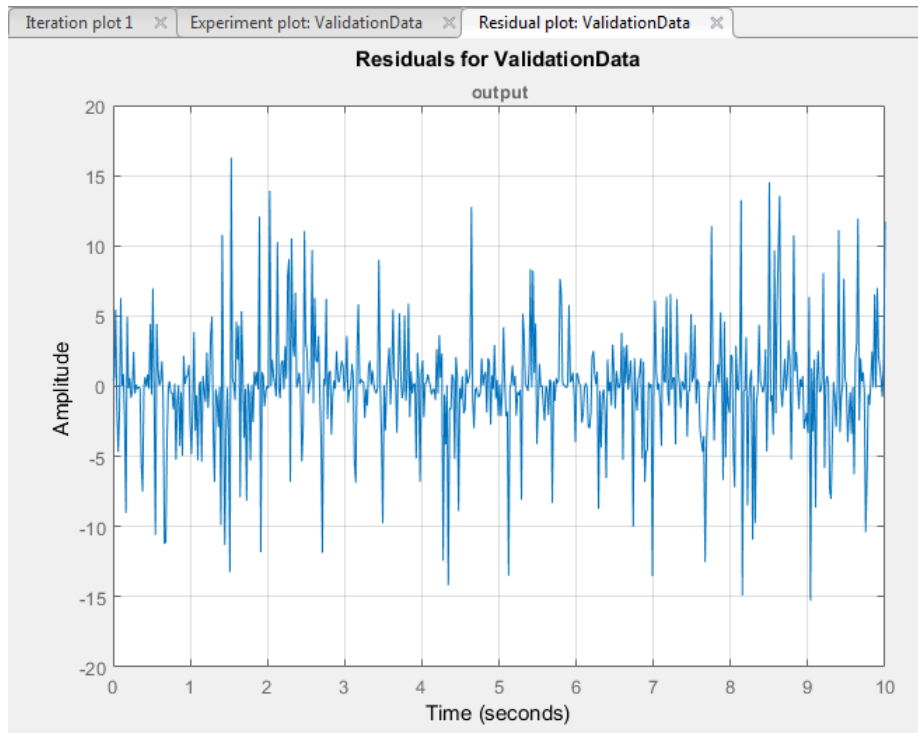 Iteration plot 1 Experiment plot: ValidationData Residual plot: ValidationData
Residuals for ValidationData
output
20
15
10
5
0
-5
-10
-15
-20
Amplitude
0 1 2 3 4 5 6 7 8 9 10
Time (seconds)